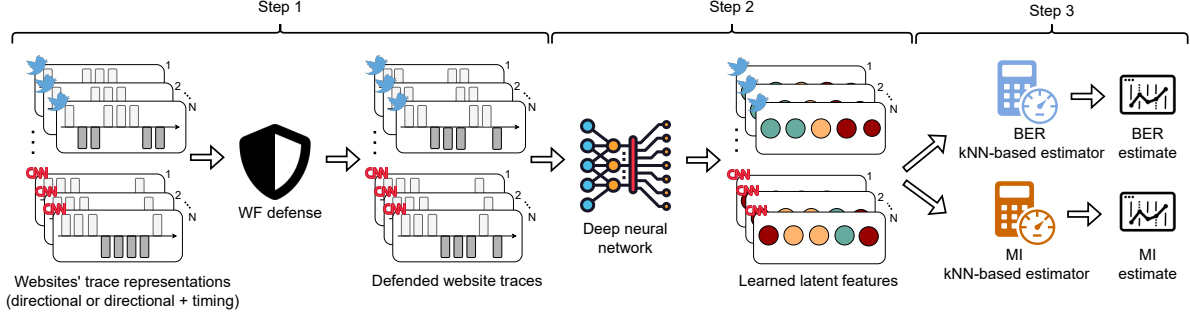 Step 1
Step 2
Step 3
1
2
N
1
2
N
1
2
N
CNN
CNN
CNN
1
2
N
CNN
CNN
CNN
1
2
N
CNN
CNN
CNN
1
2
N
WF defense
Deep neural
network
BER
kNN-based estimator
BER
estimate
MI
kNN-based estimator
MI
estimate
Websites' trace representations
(directional or directional + timing)
Defended website traces
Learned latent features